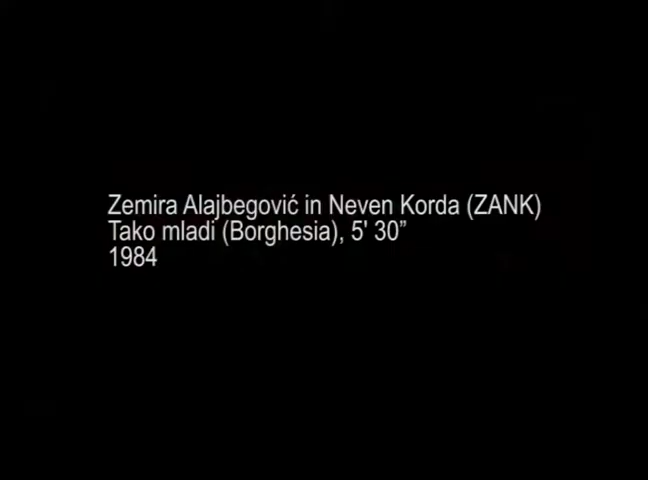 Zemira Alajbegović in Neven Korda (ZANK)
Tako mladi (Borghesia), 5' 30”
1984